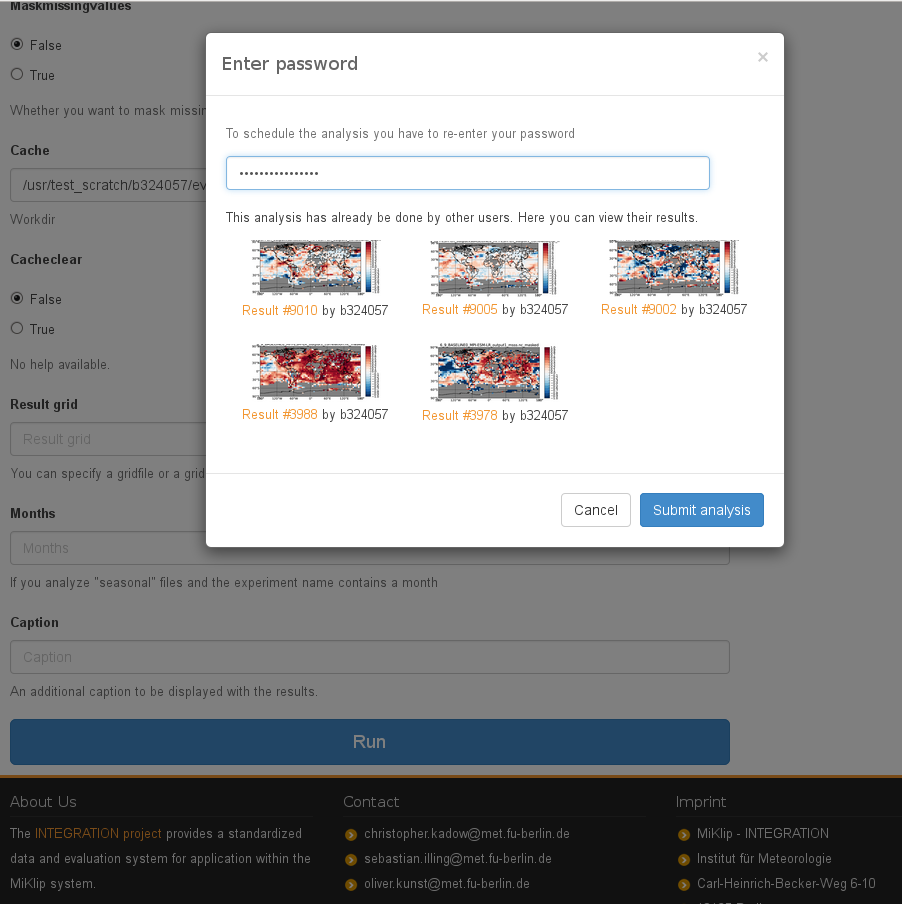 Maskmissingvalues
False
True
Whether you want to mask missin
Cache
/usr/test_scratch/b324057/ev
Workdir
Cacheclear
False
True
No help available.
Result grid
Result grid
You can specify a gridfile or a grid
Months
Months
If you analyze "seasonal" files and the experiment name contains a month
Caption
Caption
An additional caption to be displayed with the results.
Run
Enter password
×
To schedule the analysis you have to re-enter your password
••••••••••••••••
This analysis has already be done by other users. Here you can view their results.
Result #9010 by b324057
Result #9005 by b324057
Result #9002 by b324057
Result #3988 by b324057
Result #3978 by b324057
Cancel
Submit analysis
About Us
The INTEGRATION project provides a standardized
data and evaluation system for application within the
MiKlip system.
Contact
christopher.kadow@met.fu-berlin.de
sebastian.illing@met.fu-berlin.de
oliver.kunst@met.fu-berlin.de
Imprint
MiKlip - INTEGRATION
Institut für Meteorologie
Carl-Heinrich-Becker-Weg 6-10